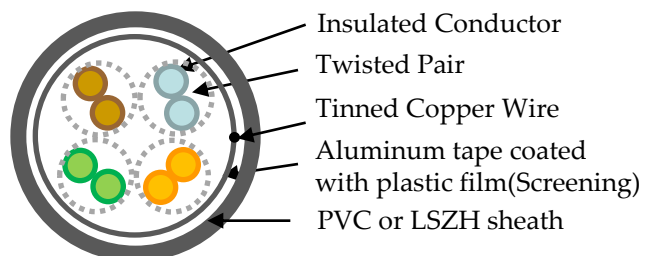 Insulated Conductor
Twisted Pair
Tinned Copper Wire
Aluminum tape coated
with plastic film(Screening)
PVC or LSZH sheath